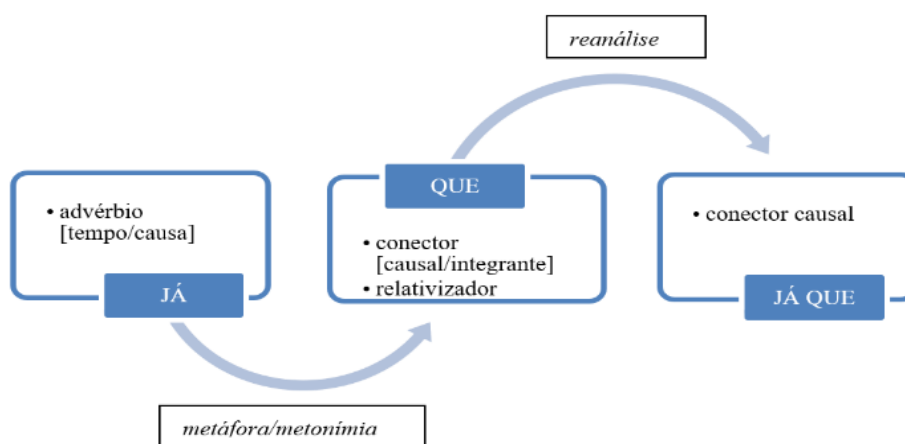 reanálise
QUE
• advérbio
[tempo/causa]
JÁ
• conector
[causal/integrante]
• relativizador
• conector causal
JÁ QUE
metáfora/metonímia